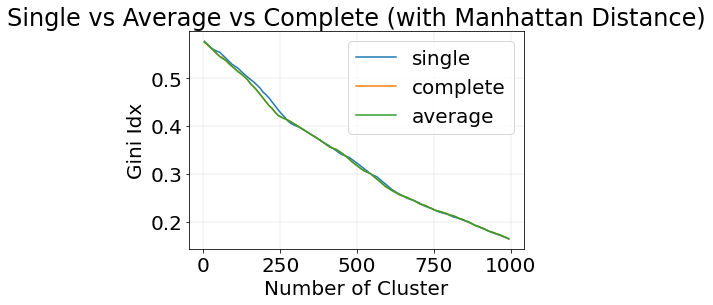 Single vs Average vs Complete (with Manhattan Distance)
single
complete
average
Gini Idx
0.5
0.4
0.3
0.2
0 250 500 750 1000
Number of Cluster